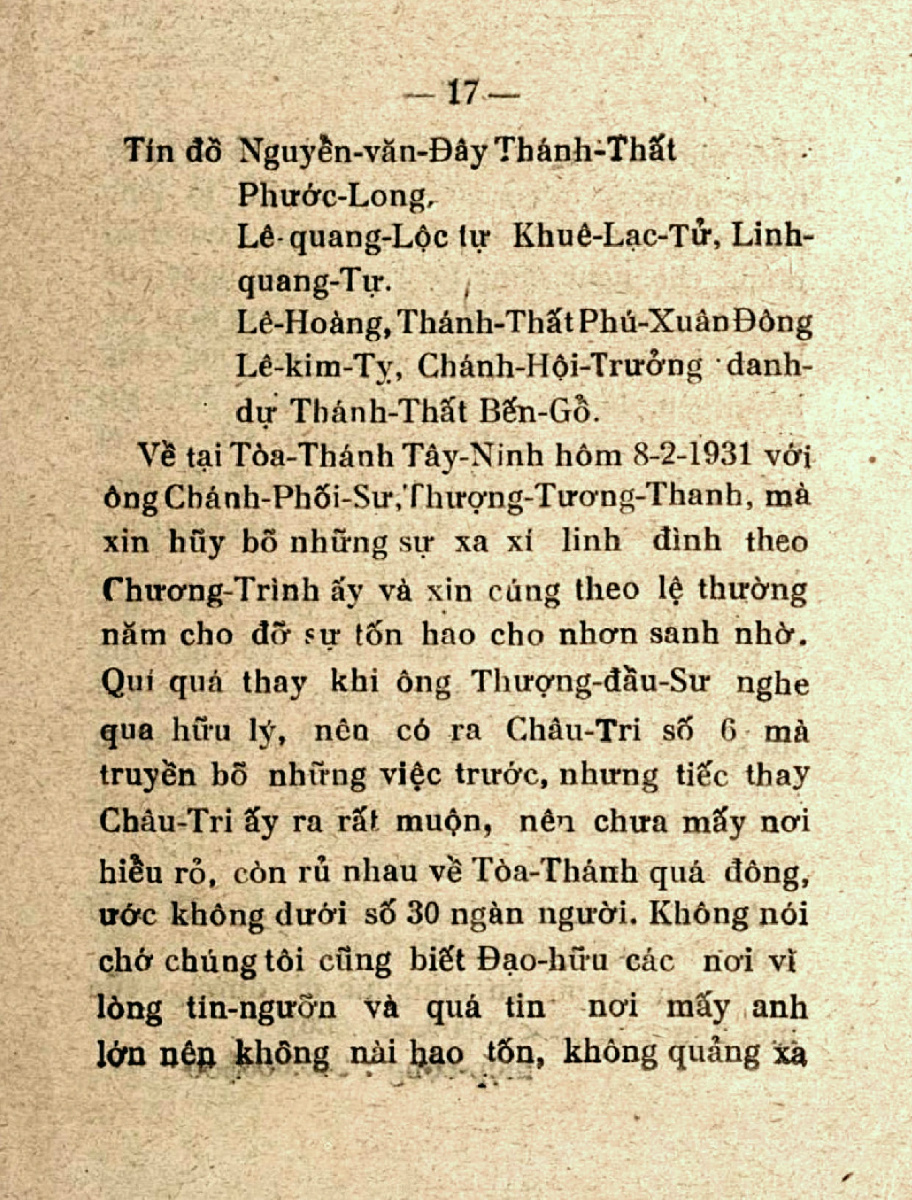 — 17 —
Tín đồ Nguyễn-văn-Đây Thánh-Thất
Phước-Long,
Lê-quang-Lộc tự Khuê-Lạc-Tử, Linh-
quang-Tự.
Lê-Hoàng, Thánh-Thất Phú-Xuân Đông
Lê-kim-Tỵ, Chánh-Hội-Trưởng danh-
dự Thánh-Thất Bến-Gỗ.
Về tại Tòa-Thánh Tây-Ninh hôm 8-2-1931 với
ông Chánh-Phối-Sư, Thượng-Tương-Thanh, mà
xin hũy bõ những sự xa xí linh đình theo
Chương-Trình ấy và xin cúng theo lệ thường
năm cho đỡ sự tốn hao cho nhơn sanh nhờ.
Quí quá thay khi ông Thượng-đầu-Sư nghe
qua hữu lý, nên có ra Châu-Tri số 6 mà
truyền bõ những việc trước, nhưng tiếc thay
Châu-Tri ấy ra rất muộn, nên chưa mấy nơi
hiểu rỏ, còn rủ nhau về Tòa-Thánh quá đông,
ước không dưới số 30 ngàn người. Không nói
chớ chúng tôi cũng biết Đạo-hữu các nơi vì
lòng tín-ngưỡn và quá tin nơi mấy anh
lớn nên không nài hao tốn, không quảng xa